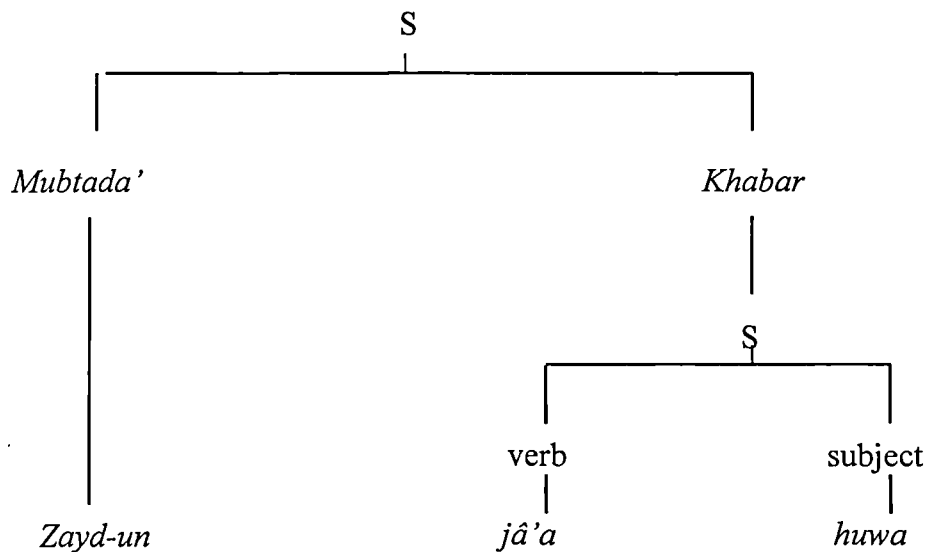 S
Mubtada’ Khabar
S
verb subject
Zayd-un jâ’a huwa